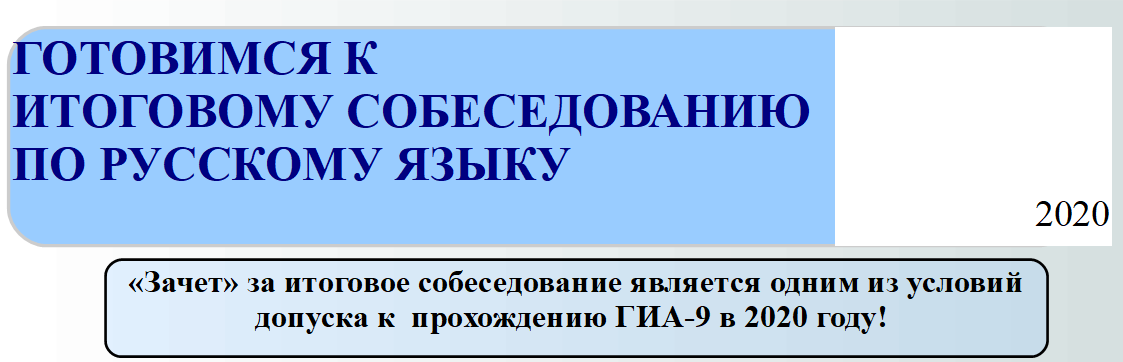 ГОТОВИМСЯ К
ИТОГОВОМУ СОБЕСЕДОВАНИЮ
ПО РУССКОМУ ЯЗЫКУ
2020
«Зачет» за итоговое собеседование является одним из условий
допуска к прохождению ГИА-9 в 2020 году!